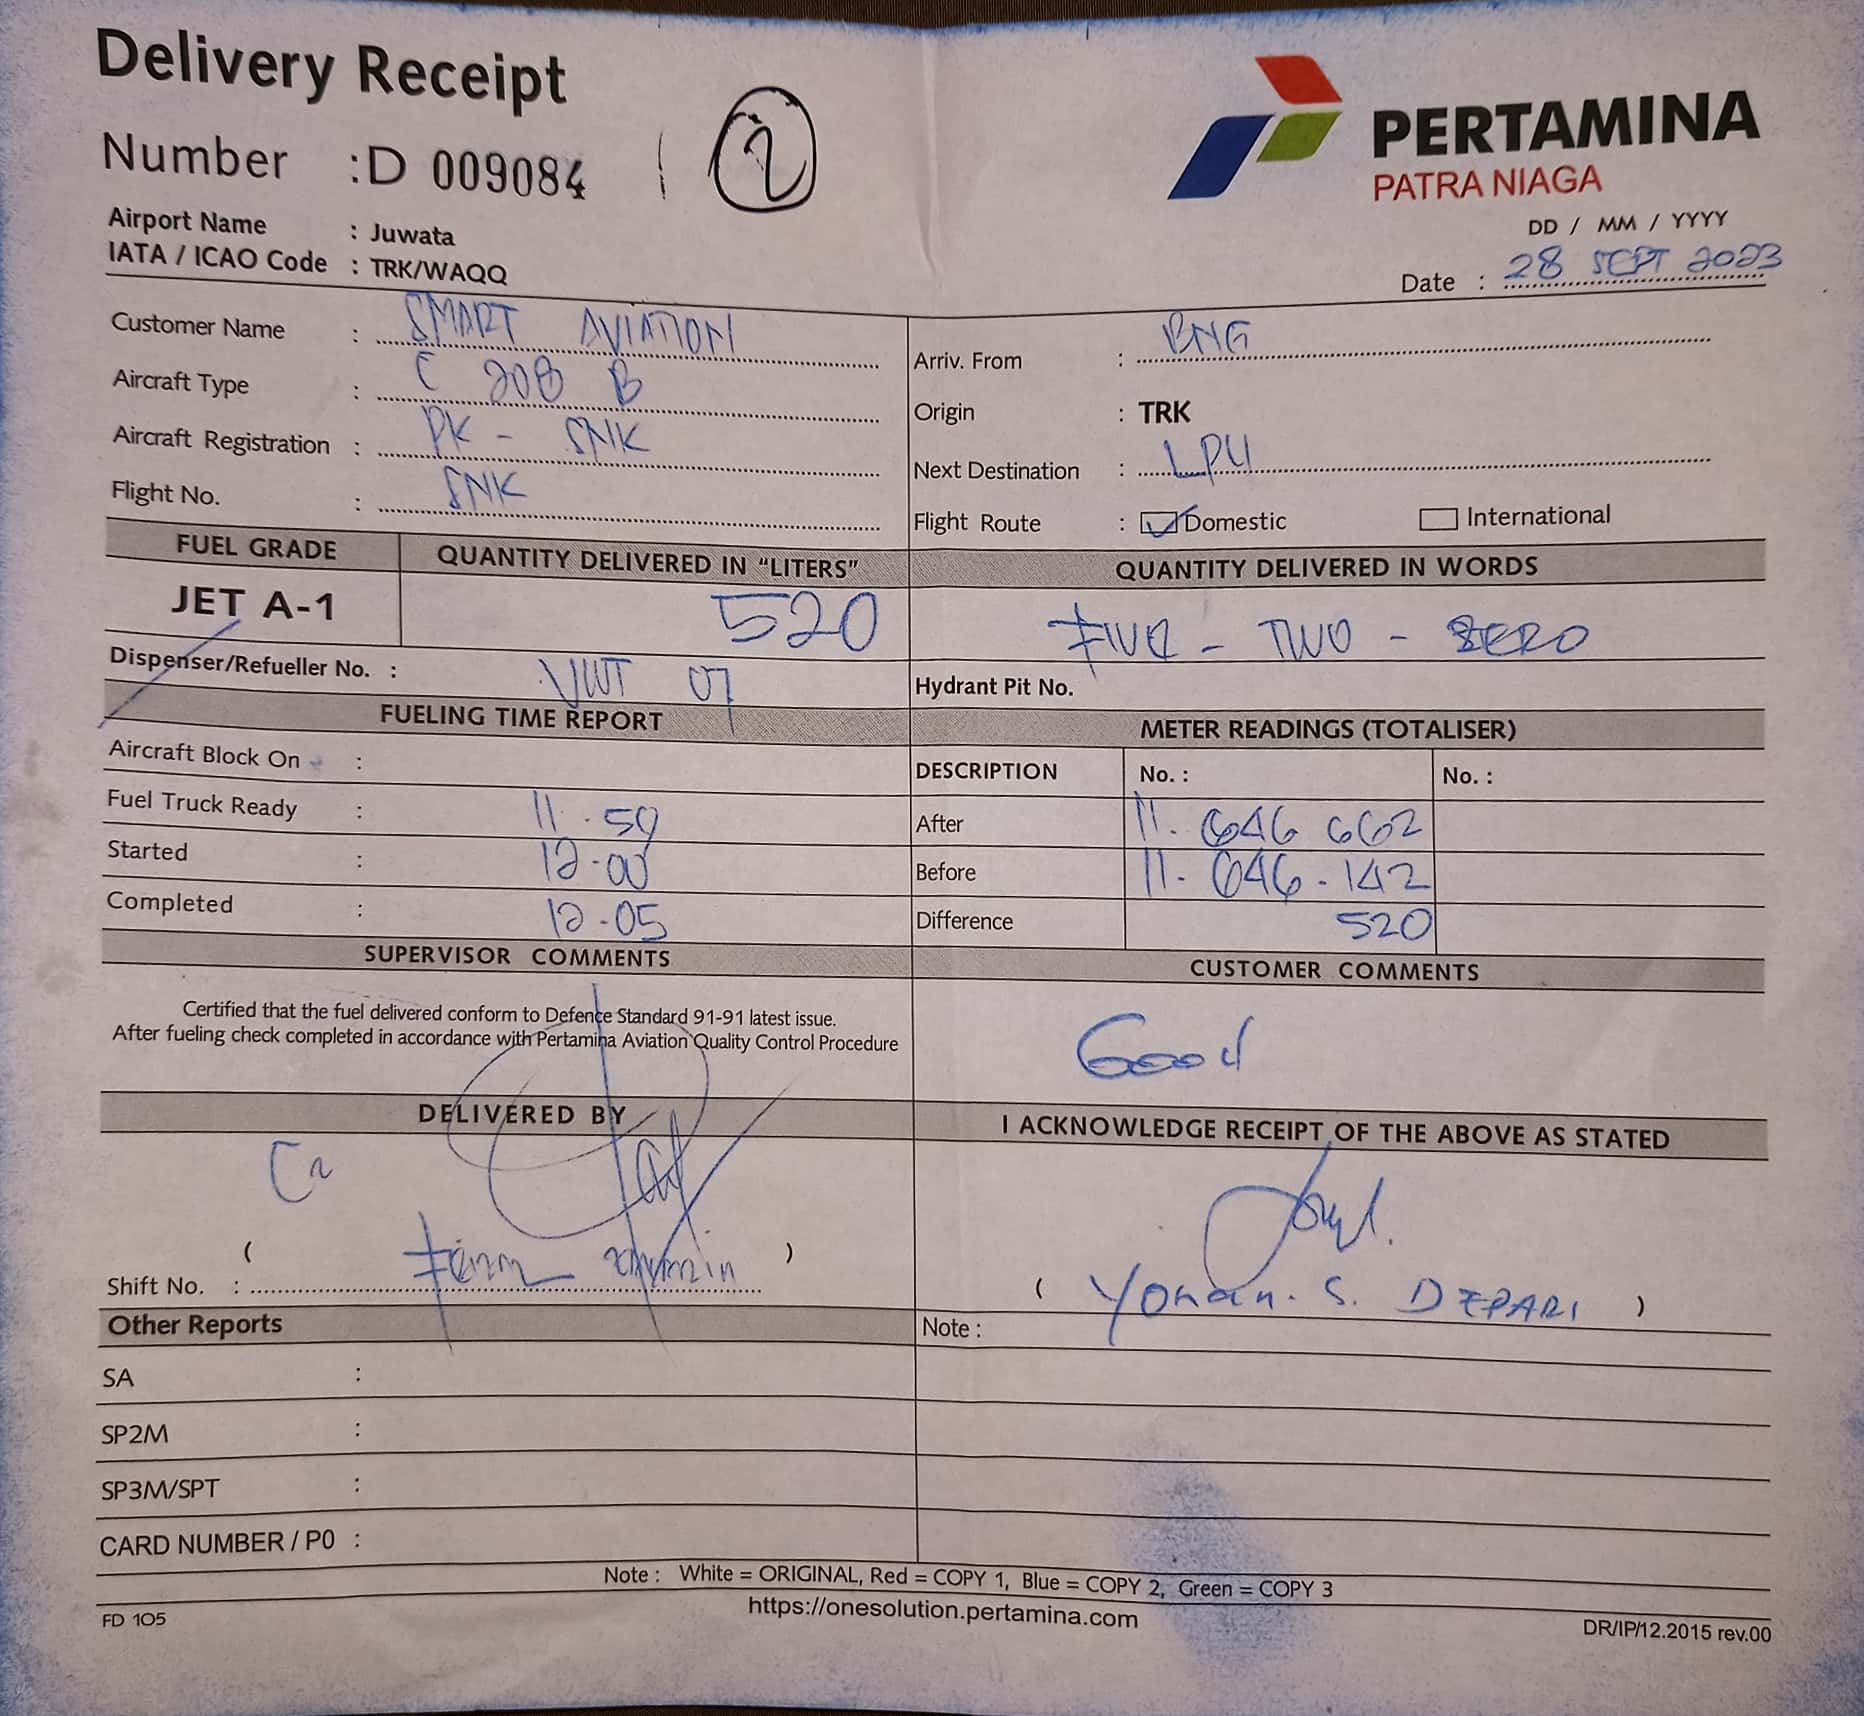 Delivery Receipt
Number :D 009084 2
PERTAMINA
PATRA NIAGA
Airport Name : Juwata
IATA / ICAO Code : TRK/WAQQ
DD / MM / YYYY
Date : 28 SEPT 2023
Customer Name : SMART AVIATION
Aircraft Type : C 208 B
Aircraft Registration : PK - SNK
Flight No. : SNK
Arriv. From : BNG
Origin : TRK
Next Destination : LPU
Flight Route : Domestic International
FUEL GRADE QUANTITY DELIVERED IN "LITERS" QUANTITY DELIVERED IN WORDS
JET A-1 520 FIVE - TWO - ZERO
Dispenser/Refueller No. : 07 Hydrant Pit No.
FUELING TIME REPORT
Aircraft Block On :
Fuel Truck Ready : 11.59
Started : 12.00
Completed : 12.05
METER READINGS (TOTALISER)
DESCRIPTION No. : No. :
After 11.646 662
Before 11.646.142
Difference 520
SUPERVISOR COMMENTS
Certified that the fuel delivered conform to Defence Standard 91-91 latest issue.
After fueling check completed in accordance with Pertamina Aviation Quality Control Procedure
CUSTOMER COMMENTS
Good
DELIVERED BY
( )
Shift No. :
I ACKNOWLEDGE RECEIPT OF THE ABOVE AS STATED
( Yohan. S. DEPARI )
Other Reports
SA :
SP2M :
SP3M/SPT :
CARD NUMBER / P0 :
Note :
Note : White = ORIGINAL, Red = COPY 1, Blue = COPY 2, Green = COPY 3
https://onesolution.pertamina.com
FD 105
DR/IP/12.2015 rev.00